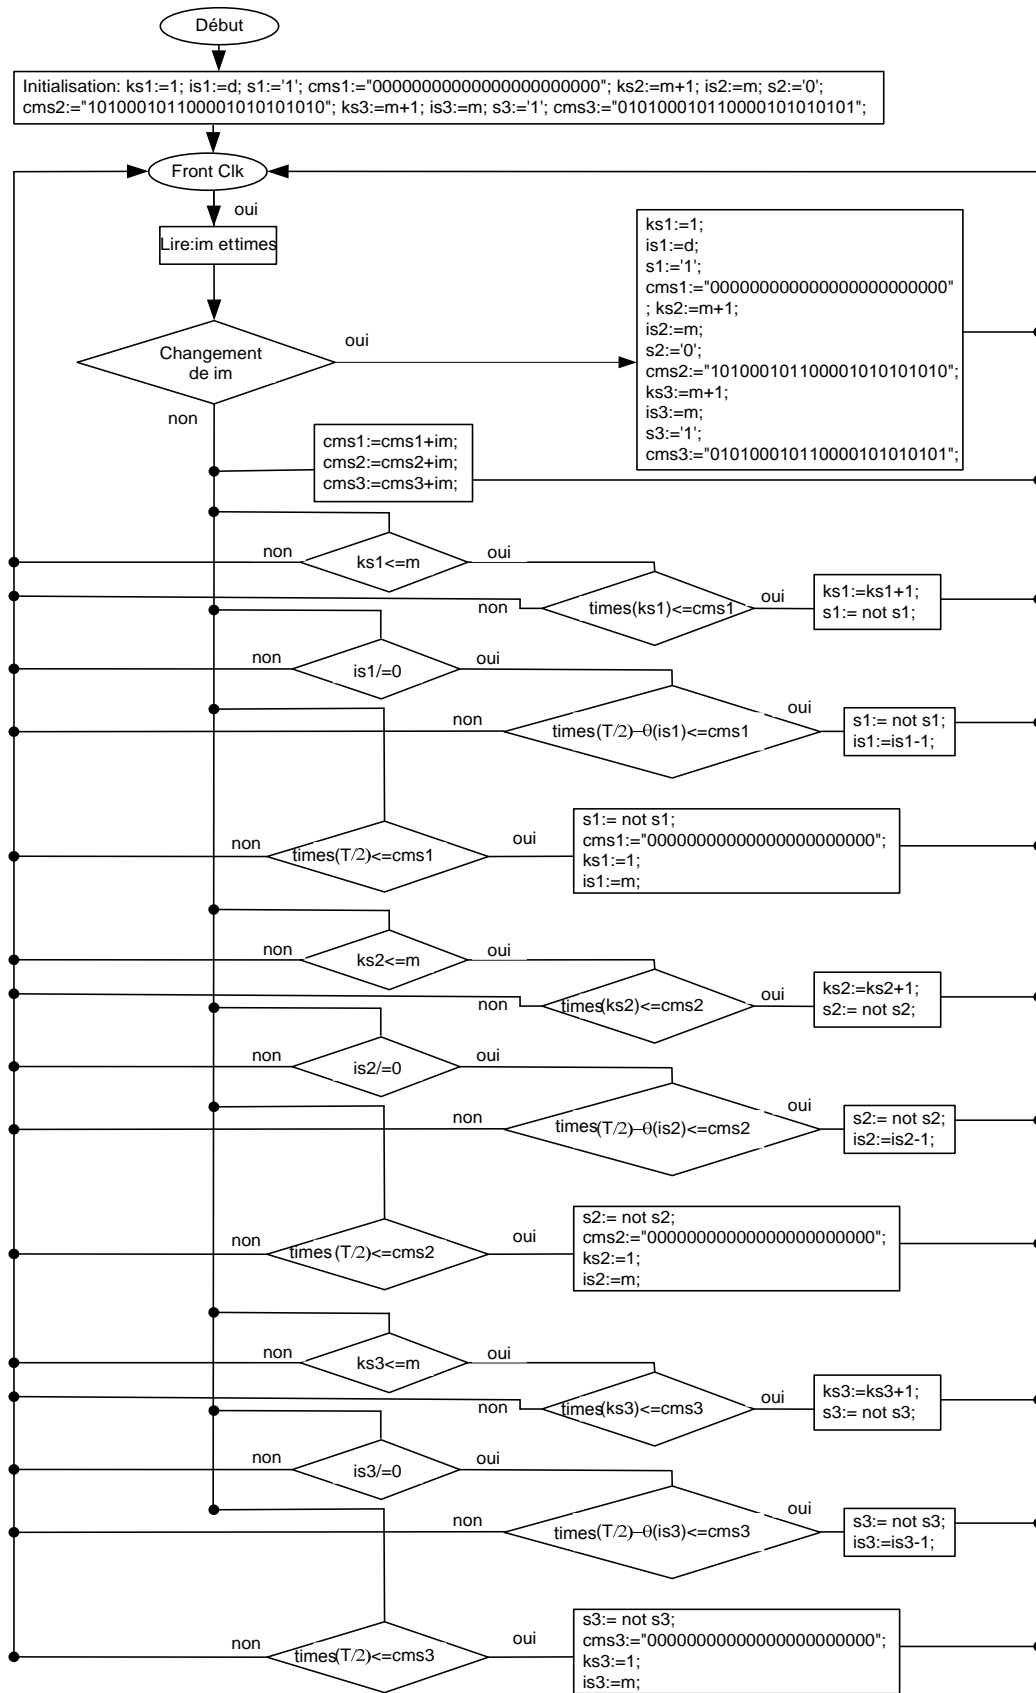 Début
Initialisation: ks1:=1; is1:=d; s1:='1'; cms1:="00000000000000000000000"; ks2:=m+1; is2:=m; s2:='0';
cms2:="101000101100001010101010"; ks3:=m+1; is3:=m; s3:='1'; cms3:="010100010110000101010101";
Front Clk
oui
Lire:im ettimes
Changement
de im
oui
non
ks1:=1;
is1:=d;
s1:='1';
cms1:="000000000000000000000000"
; ks2:=m+1;
is2:=m;
s2:='0';
cms2:="101000101100001010101010";
ks3:=m+1;
is3:=m;
s3:='1';
cms3:="010100010110000101010101";
cms1:=cms1+im;
cms2:=cms2+im;
cms3:=cms3+im;
non
ks1<=m
oui
non
times(ks1)<=cms1
oui
ks1:=ks1+1;
s1:= not s1;
non
is1/=0
oui
non
times(T/2)–θ(is1)<=cms1
oui
s1:= not s1;
is1:=is1-1;
non
times(T/2)<=cms1
oui
s1:= not s1;
cms1:="00000000000000000000000";
ks1:=1;
is1:=m;
non
ks2<=m
oui
non
times(ks2)<=cms2
oui
ks2:=ks2+1;
s2:= not s2;
non
is2/=0
oui
non
times(T/2)–θ(is2)<=cms2
oui
s2:= not s2;
is2:=is2-1;
non
times(T/2)<=cms2
oui
s2:= not s2;
cms2:="00000000000000000000000";
ks2:=1;
is2:=m;
non
ks3<=m
oui
non
times(ks3)<=cms3
oui
ks3:=ks3+1;
s3:= not s3;
non
is3/=0
oui
non
times(T/2)–θ(is3)<=cms3
oui
s3:= not s3;
is3:=is3-1;
non
times(T/2)<=cms3
oui
s3:= not s3;
cms3:="00000000000000000000000";
ks3:=1;
is3:=m;